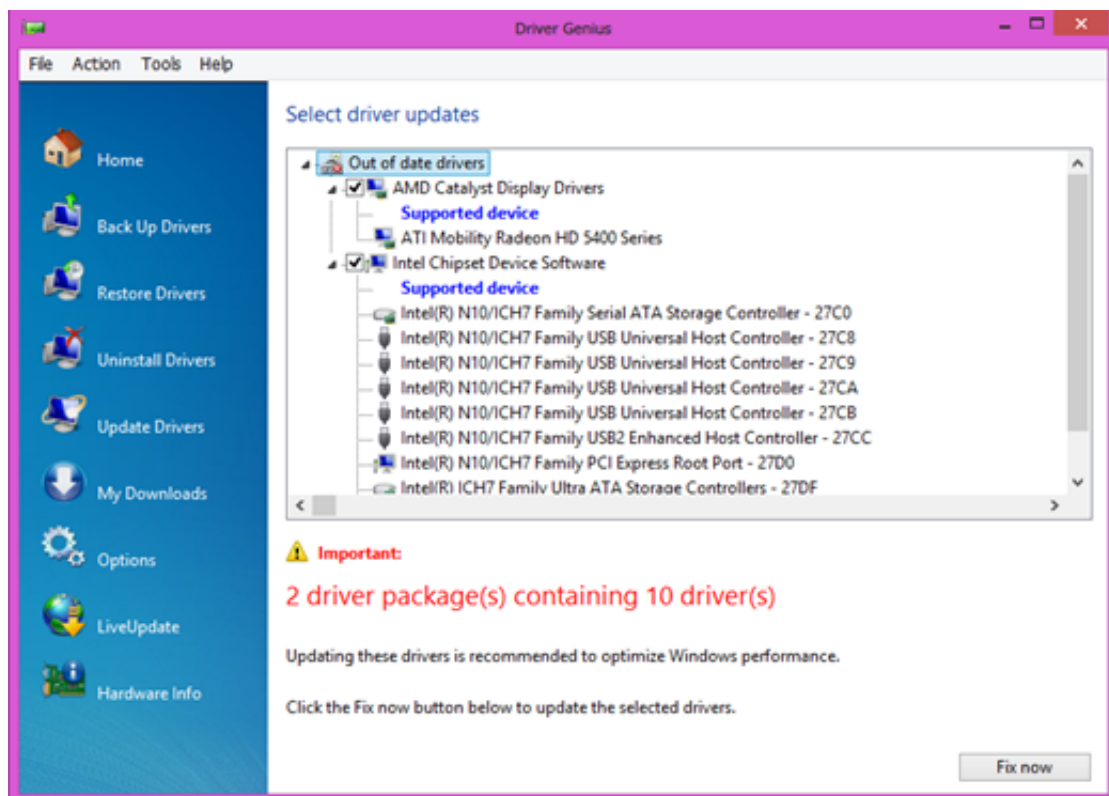 Driver Genius
File Action Tools Help
Home
Back Up Drivers
Restore Drivers
Uninstall Drivers
Update Drivers
My Downloads
Options
LiveUpdate
Hardware Info
Select driver updates
Out of date drivers
AMD Catalyst Display Drivers
Supported device
ATI Mobility Radeon HD 5400 Series
Intel Chipset Device Software
Supported device
Intel(R) N10/ICH7 Family Serial ATA Storage Controller - 27C0
Intel(R) N10/ICH7 Family USB Universal Host Controller - 27C8
Intel(R) N10/ICH7 Family USB Universal Host Controller - 27C9
Intel(R) N10/ICH7 Family USB Universal Host Controller - 27CA
Intel(R) N10/ICH7 Family USB Universal Host Controller - 27CB
Intel(R) N10/ICH7 Family USB2 Enhanced Host Controller - 27CC
Intel(R) N10/ICH7 Family PCI Express Root Port - 27D0
Intel(R) ICH7 Family Ultra ATA Storage Controllers - 27DF
Important:
2 driver package(s) containing 10 driver(s)
Updating these drivers is recommended to optimize Windows performance.
Click the Fix now button below to update the selected drivers.
Fix now